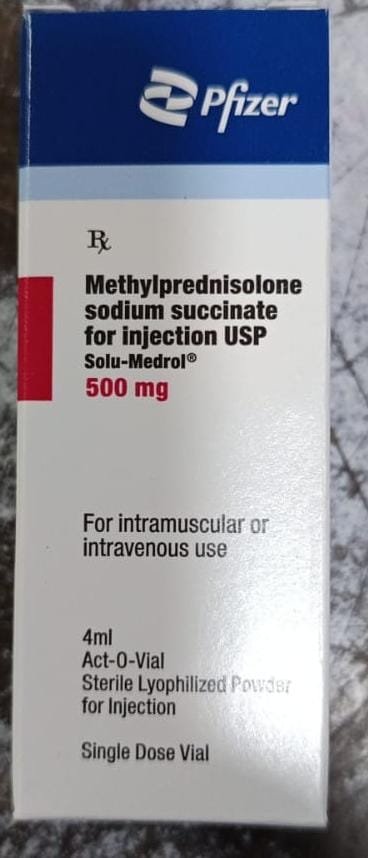 Pfizer
Rx
Methylprednisolone
sodium succinate
for injection USP
Solu-Medrol®
500 mg
For intramuscular or
intravenous use
4ml
Act-O-Vial
Sterile Lyophilized Powder
for Injection
Single Dose Vial